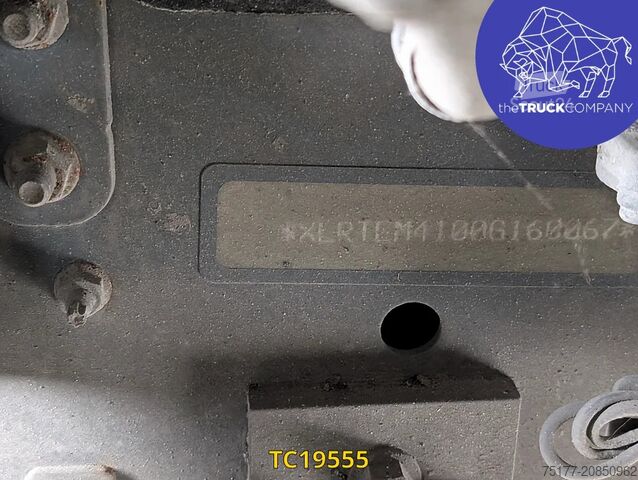 theTRUCKCOMPANY
*XLRTEM4100G160067*
TC19555
75177-20850962